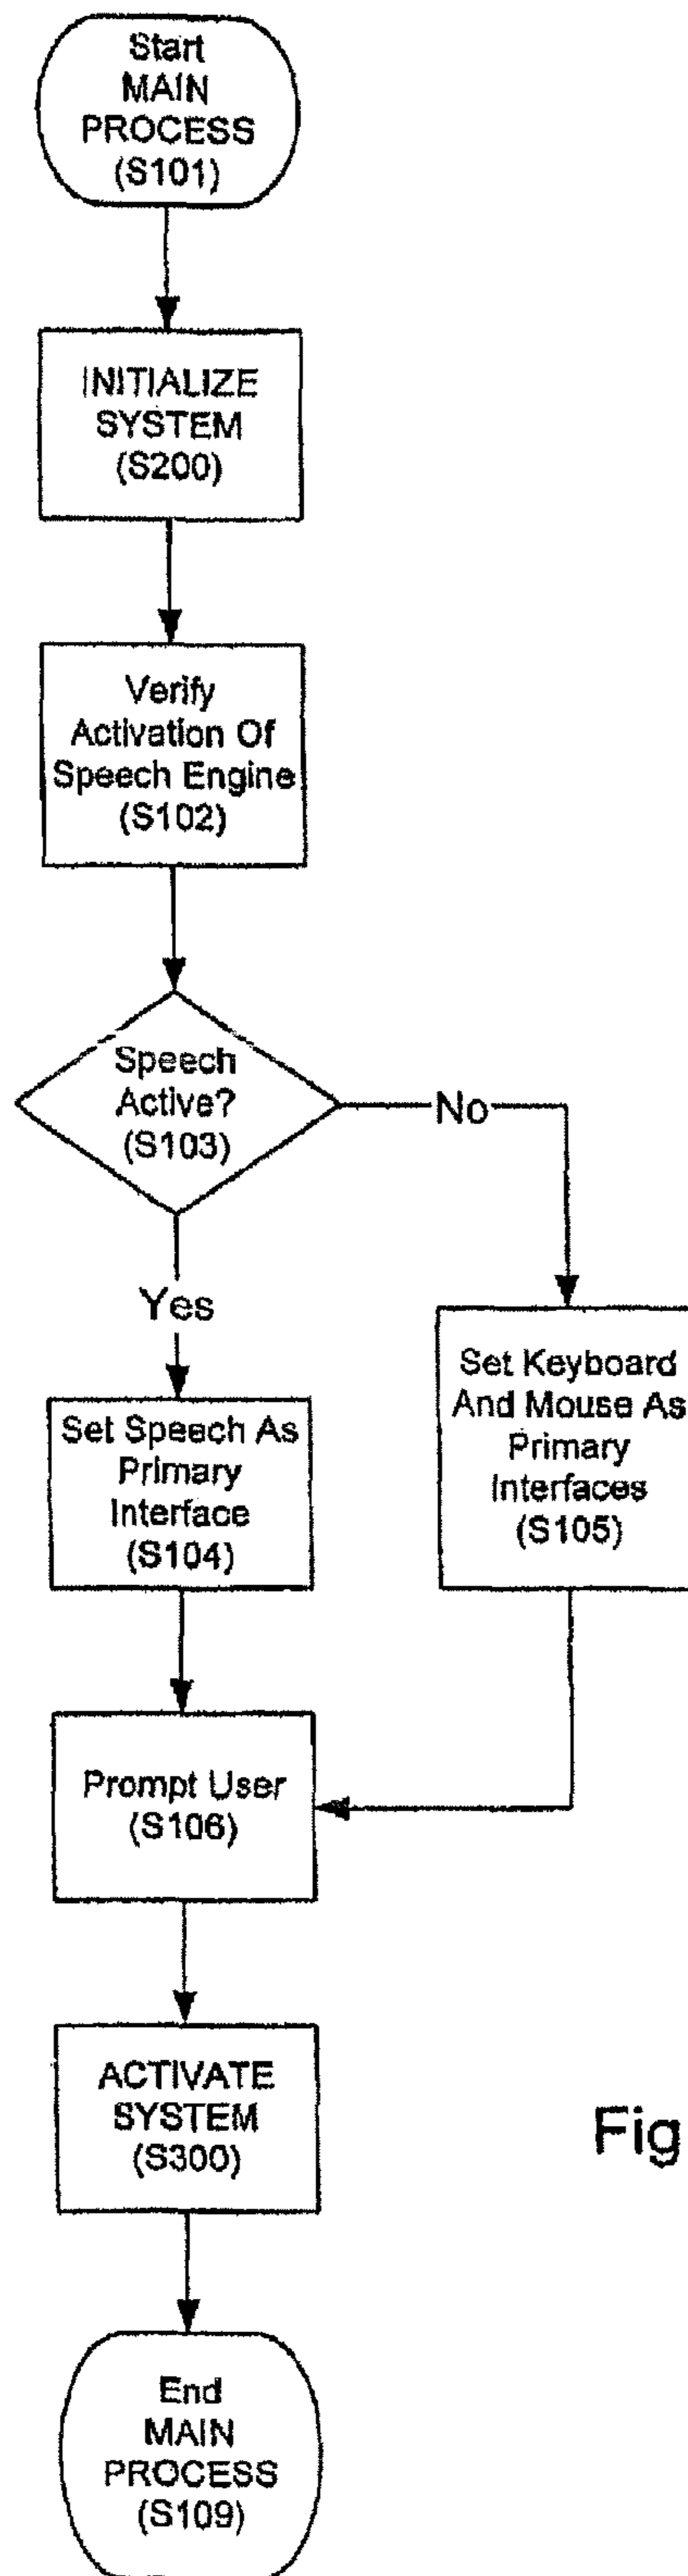 Start
MAIN
PROCESS
(S101)
INITIALIZE
SYSTEM
(S200)
Verify
Activation Of
Speech Engine
(S102)
Speech
Active?
(S103)
No
Yes
Set Keyboard
And Mouse As
Primary
Interfaces
(S105)
Set Speech As
Primary
Interface
(S104)
Prompt User
(S106)
ACTIVATE
SYSTEM
(S300)
Fig
End
MAIN
PROCESS
(S109)